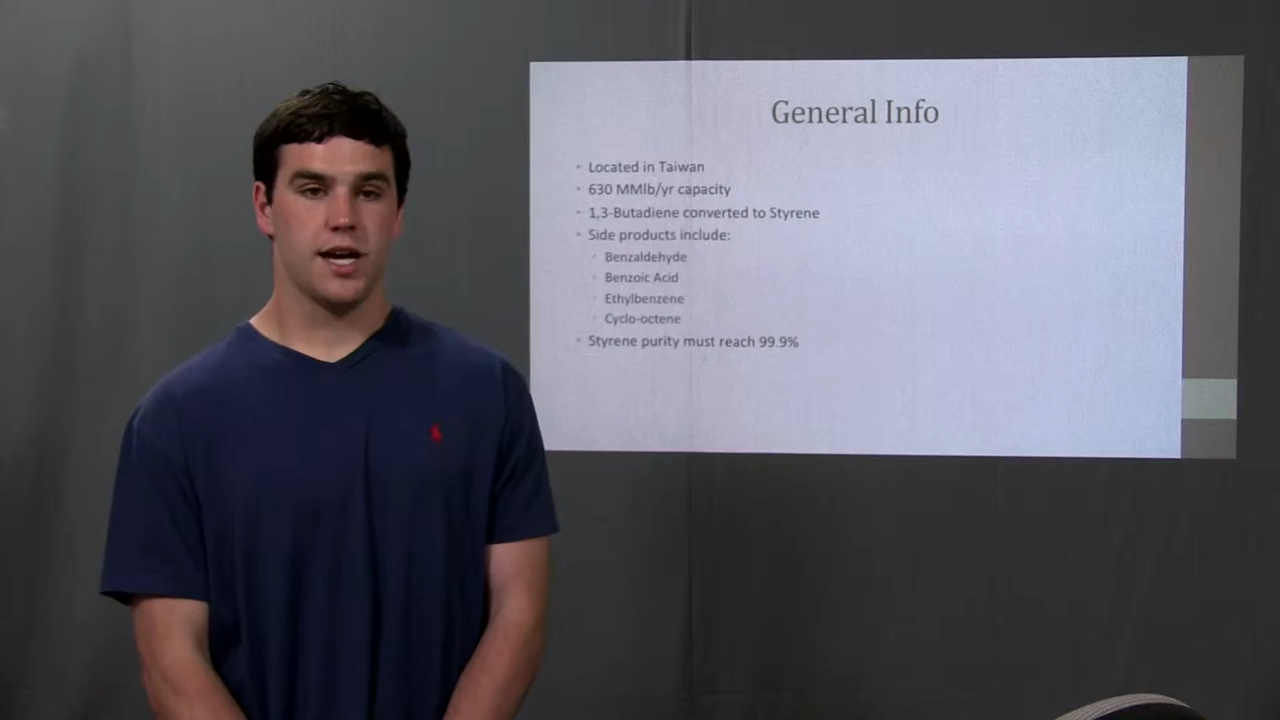 General Info
Located in Taiwan
630 MMlb/yr capacity
1,3-Butadiene converted to Styrene
Side products include:
Benzaldehyde
Benzoic Acid
Ethylbenzene
Cyclo-octene
Styrene purity must reach 99.9%